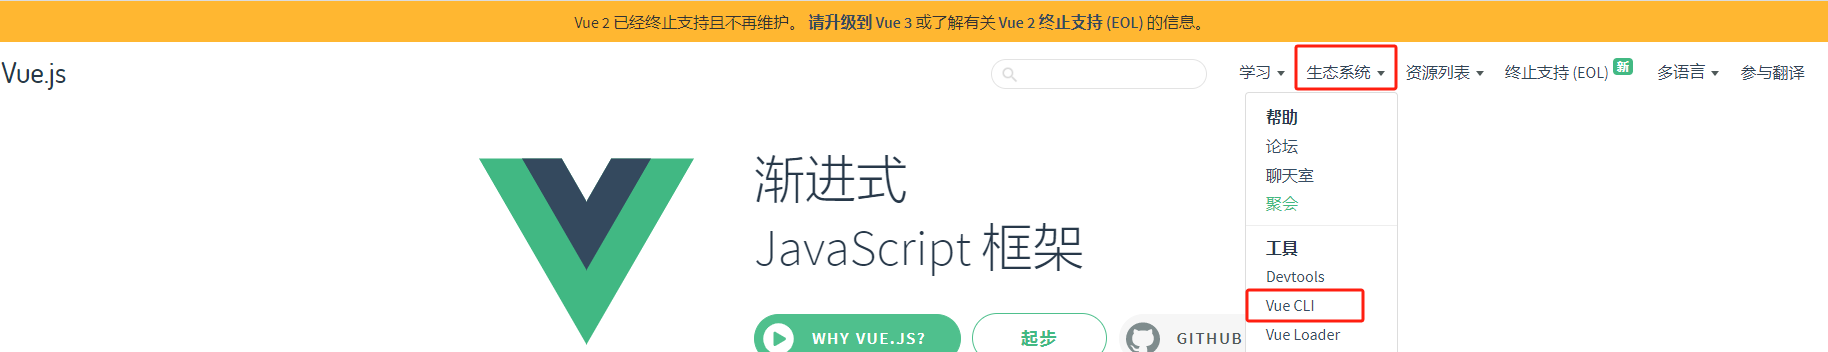 Vue 2 已经终止支持且不再维护。 请升级到 Vue 3 或了解有关 Vue 2 终止支持 (EOL) 的信息。
Vue.js
学习 生态系统 资源列表 终止支持 (EOL) 新 多语言 参与翻译
帮助
论坛
聊天室
聚会
工具
Devtools
Vue CLI
Vue Loader
渐进式
JavaScript 框架
WHY VUE.JS?
起步
GITHUB